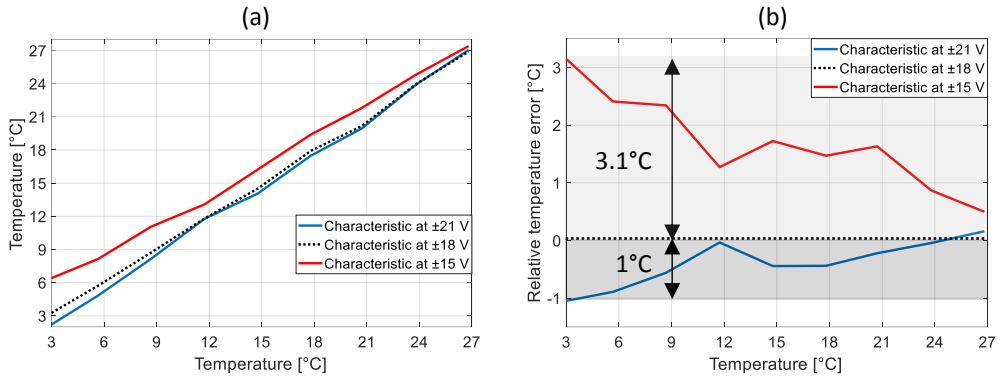 (a)
27
24
21
18
15
12
9
6
3
Temperature [°C]
Characteristic at ±21 V
Characteristic at ±18 V
Characteristic at ±15 V
3 6 9 12 15 18 21 24 27
Temperature [°C]
(b)
3
2
1
0
-1
Relative temperature error [°C]
Characteristic at ±21 V
Characteristic at ±18 V
Characteristic at ±15 V
3.1°C
1°C
3 6 9 12 15 18 21 24 27
Temperature [°C]